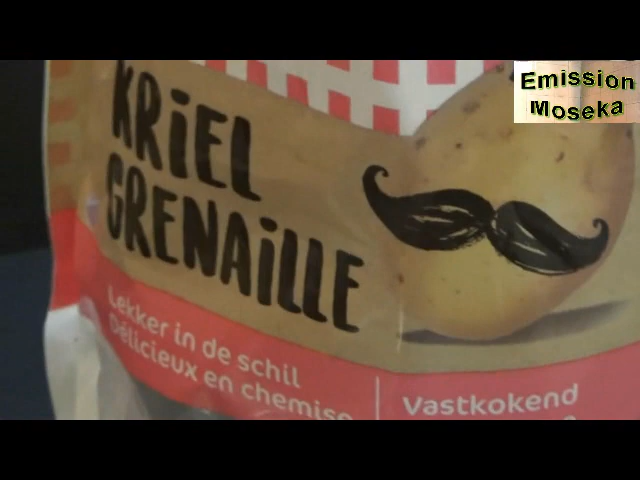 Emission
Moseka
KRiEL
GRENAiLLE
Lekker in de schil
Délicieux en chemise
Vastkokend